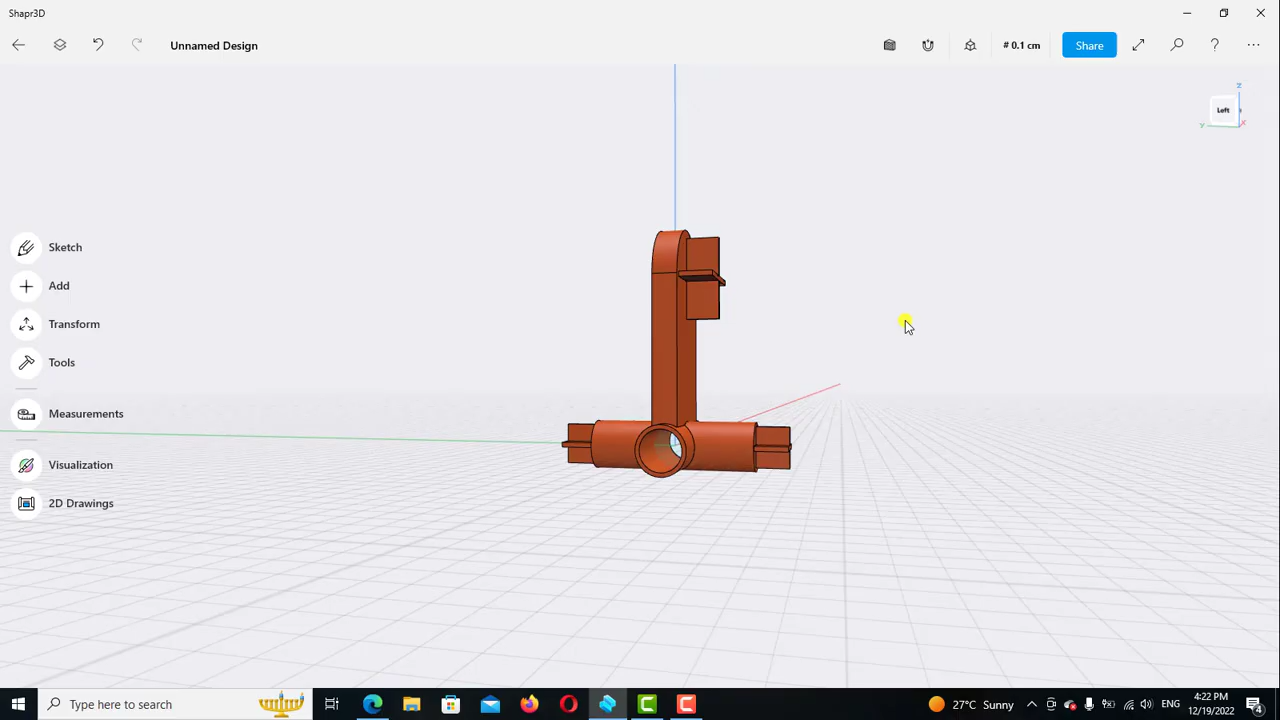 Shapr3D
Unnamed Design
# 0.1 cm
Share
?
Z
Left
Y
X
Sketch
Add
Transform
Tools
Measurements
Visualization
2D Drawings
Type here to search
27°C Sunny
ENG
4:22 PM
12/19/2022
4